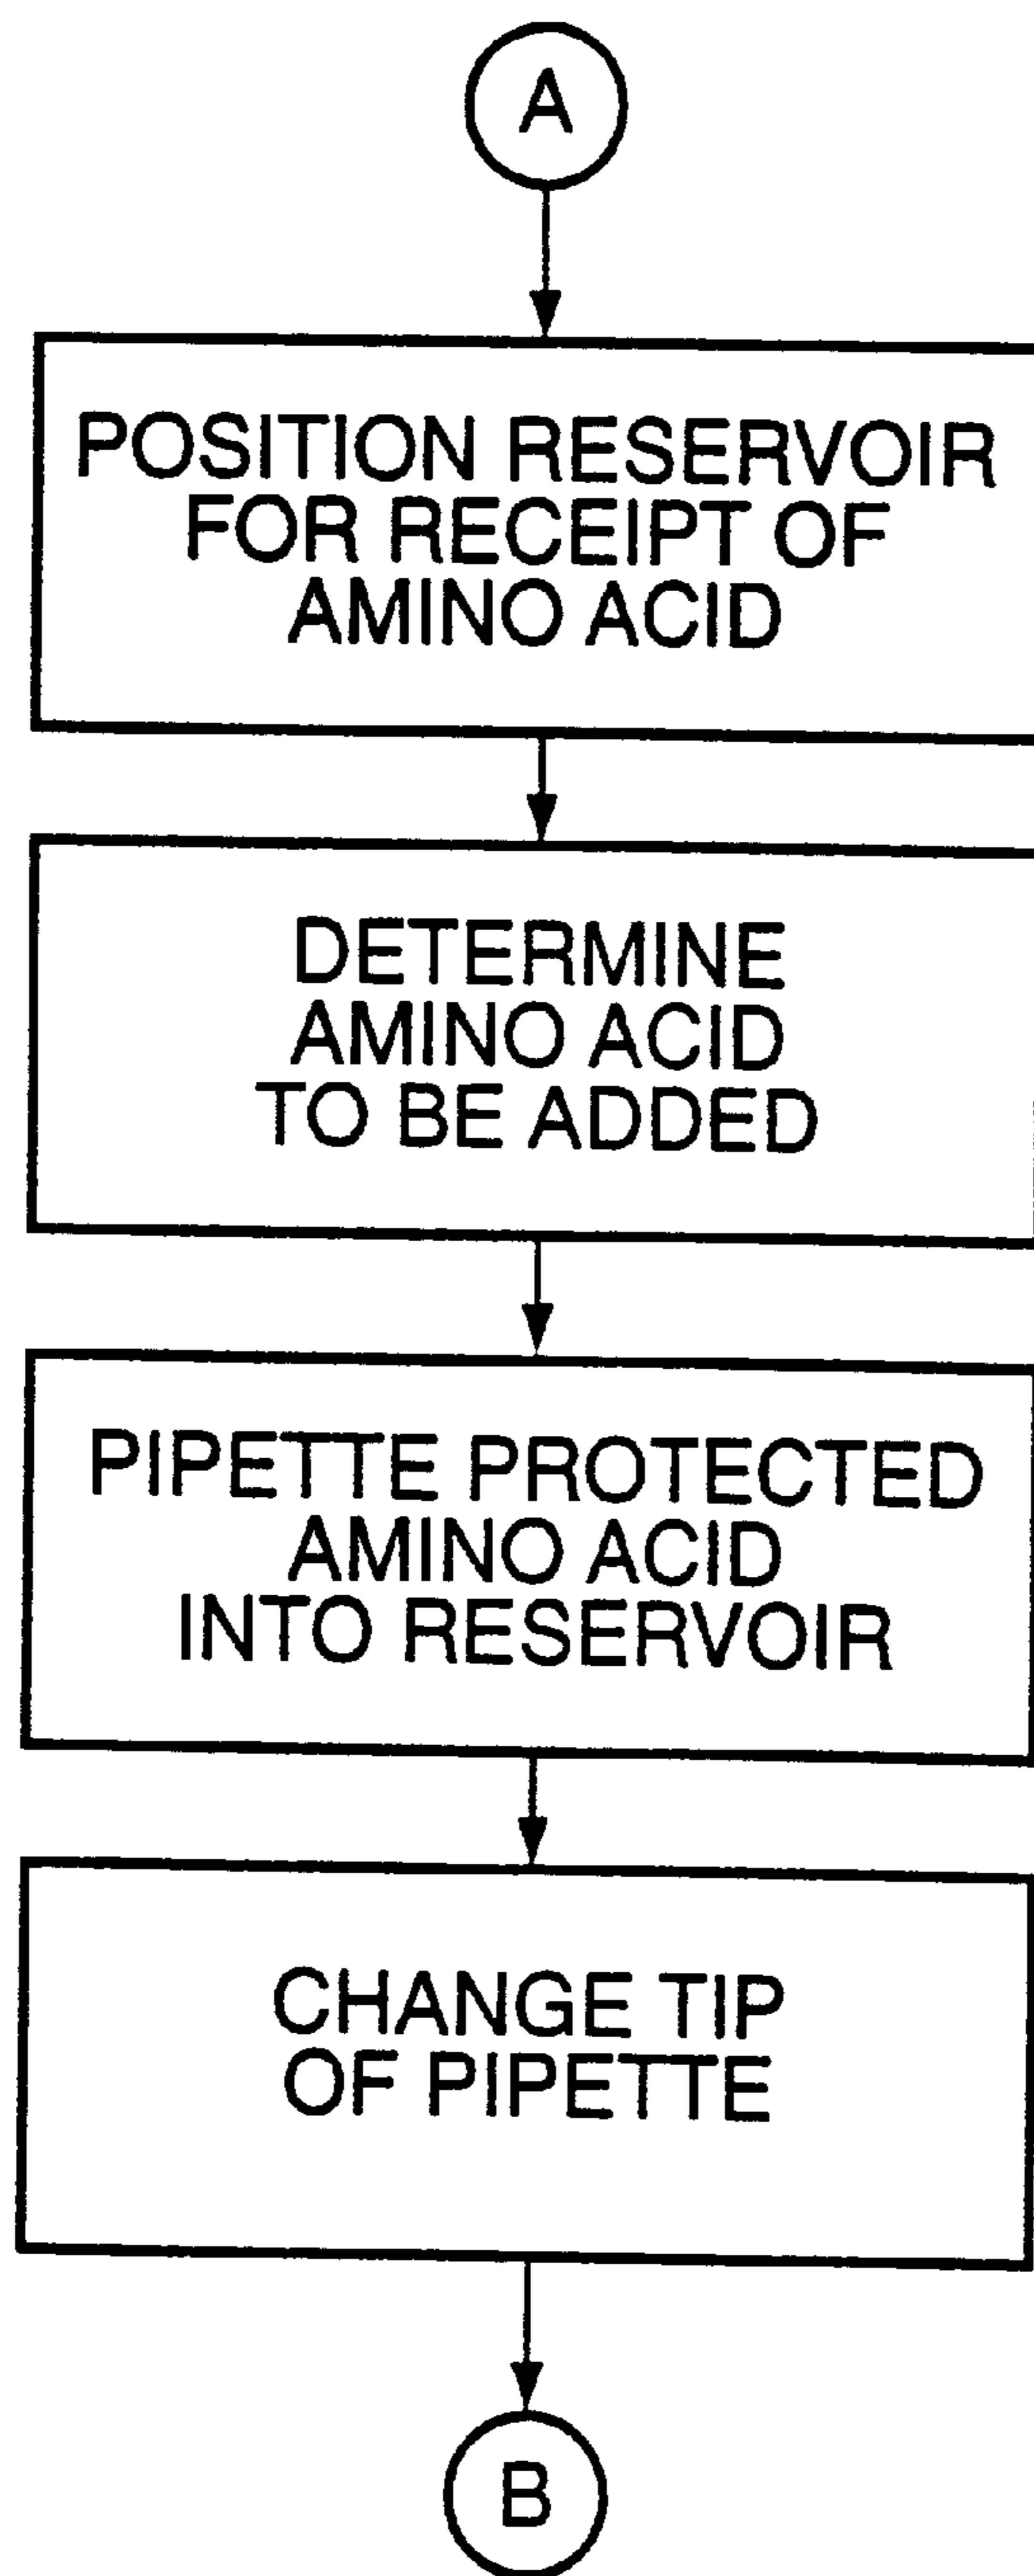 A
POSITION RESERVOIR
FOR RECEIPT OF
AMINO ACID
DETERMINE
AMINO ACID
TO BE ADDED
PIPETTE PROTECTED
AMINO ACID
INTO RESERVOIR
CHANGE TIP
OF PIPETTE
B